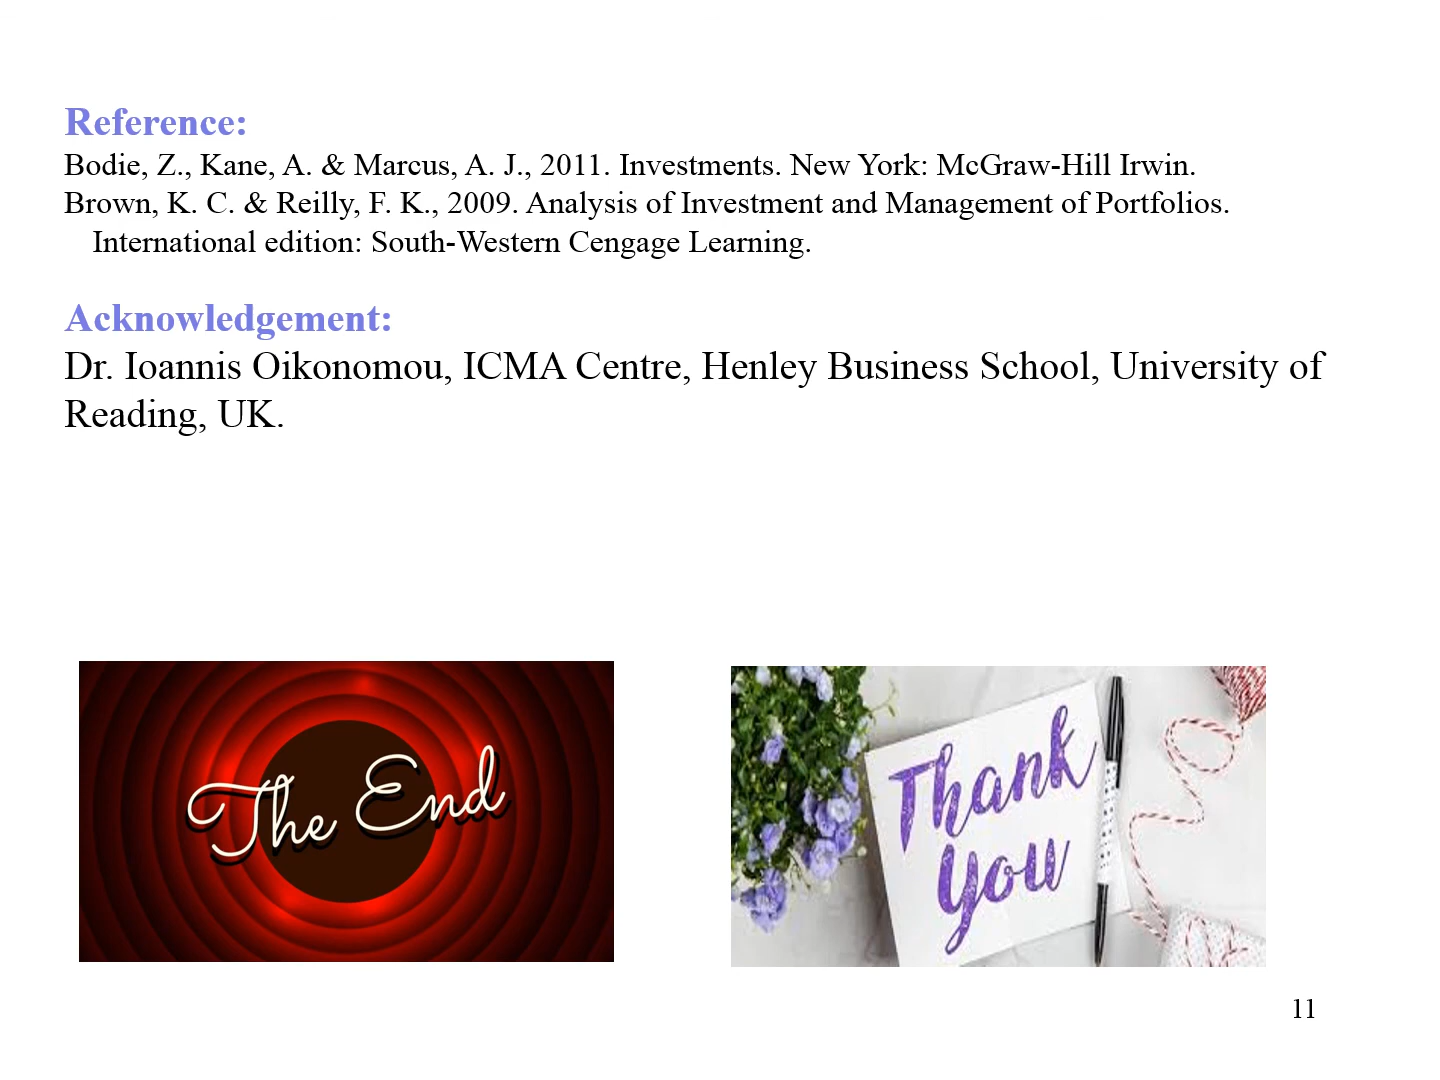 Reference:
Bodie, Z., Kane, A. & Marcus, A. J., 2011. Investments. New York: McGraw-Hill Irwin.
Brown, K. C. & Reilly, F. K., 2009. Analysis of Investment and Management of Portfolios.
International edition: South-Western Cengage Learning.
Acknowledgement:
Dr. Ioannis Oikonomou, ICMA Centre, Henley Business School, University of
Reading, UK.
The End
Thank
You
11